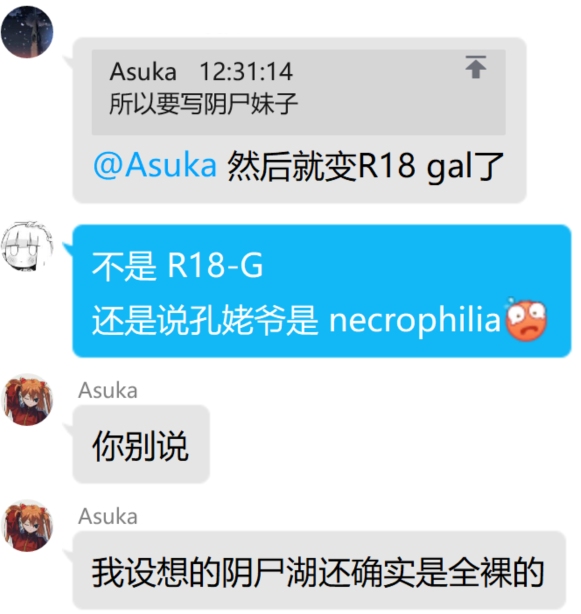 Asuka 12:31:14
所以要写阴尸妹子
@Asuka 然后就变R18 gal了
不是 R18-G
还是说孔姥爷是 necrophilia
Asuka
你别说
Asuka
我设想的阴尸湖还确实是全裸的